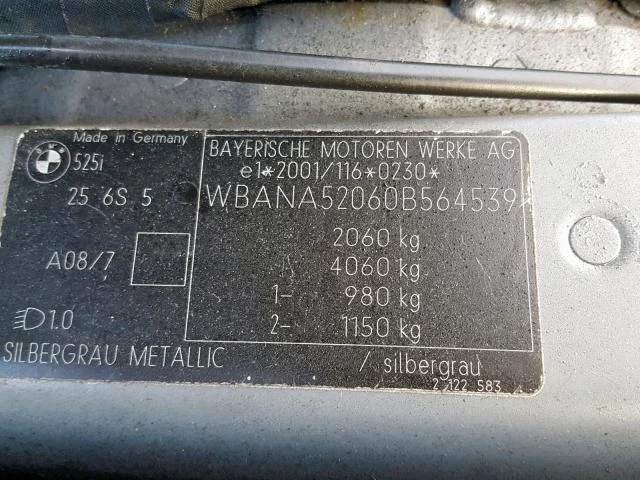 Made in Germany
BMW
525i
25 6S 5
A08/7
1.0
SILBERGRAU METALLIC / silbergrau
2 122 583
BAYERISCHE MOTOREN WERKE AG
e1*2001/116*0230*
WBANA52060B564539
2060 kg
4060 kg
1- 980 kg
2- 1150 kg